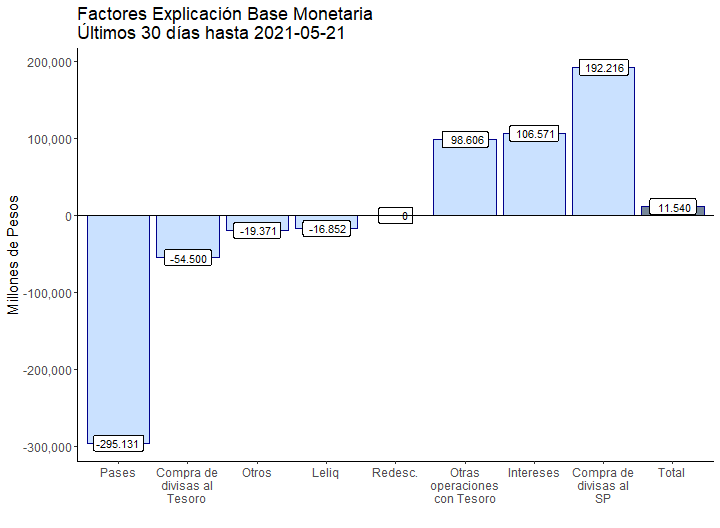 Factores Explicación Base Monetaria
Últimos 30 días hasta 2021-05-21
Millones de Pesos
200,000
100,000
0
-100,000
-200,000
-300,000
-295.131
-54.500
-19.371
-16.852
0
98.606
106.571
192.216
11.540
Pases
Compra de
divisas al
Tesoro
Otros
Leliq
Redesc.
Otras
operaciones
con Tesoro
Intereses
Compra de
divisas al
SP
Total